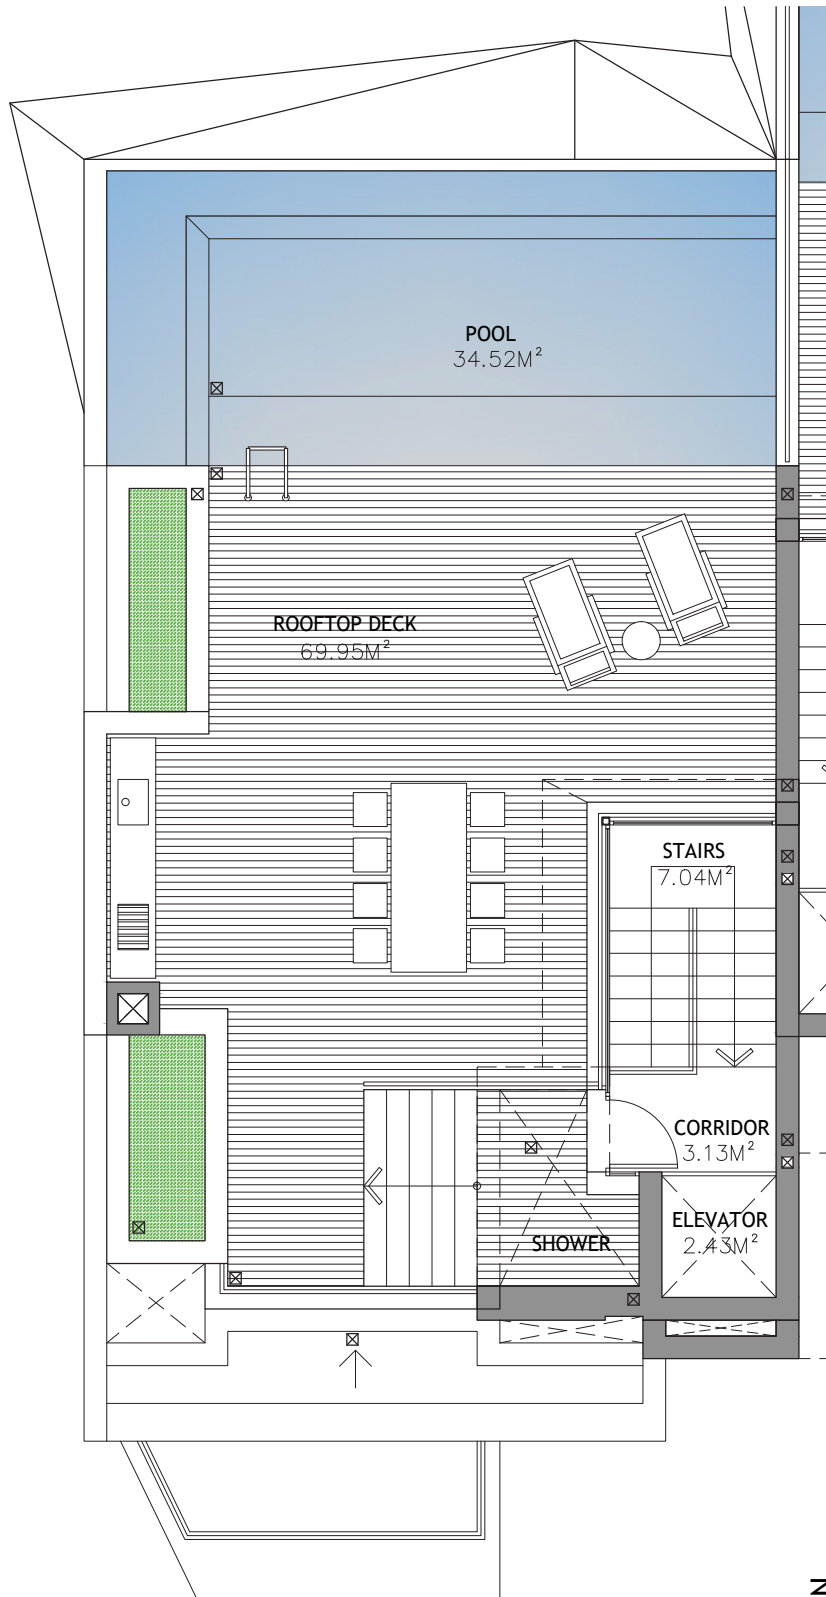 POOL
34.52M²
ROOFTOP DECK
69.95M²
STAIRS
7.04M²
CORRIDOR
3.13M²
ELEVATOR
2.43M²
SHOWER
N